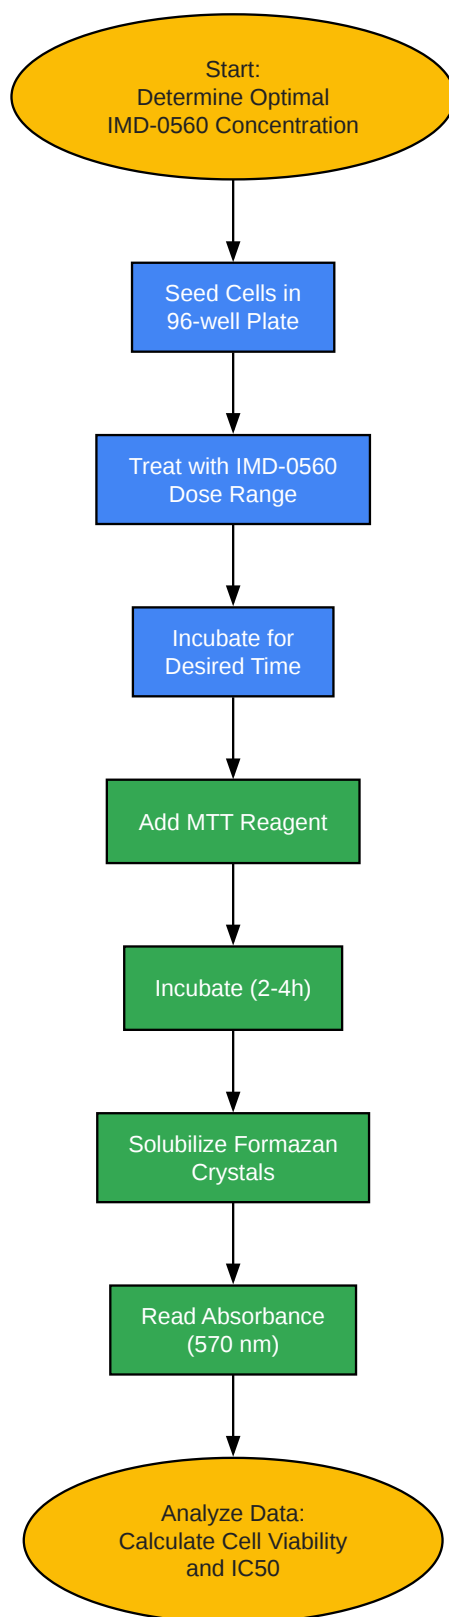 Start:
Determine Optimal
IMD-0560 Concentration
Seed Cells in
96-well Plate
Treat with IMD-0560
Dose Range
Incubate for
Desired Time
Add MTT Reagent
Incubate (2-4h)
Solubilize Formazan
Crystals
Read Absorbance
(570 nm)
Analyze Data:
Calculate Cell Viability
and IC50